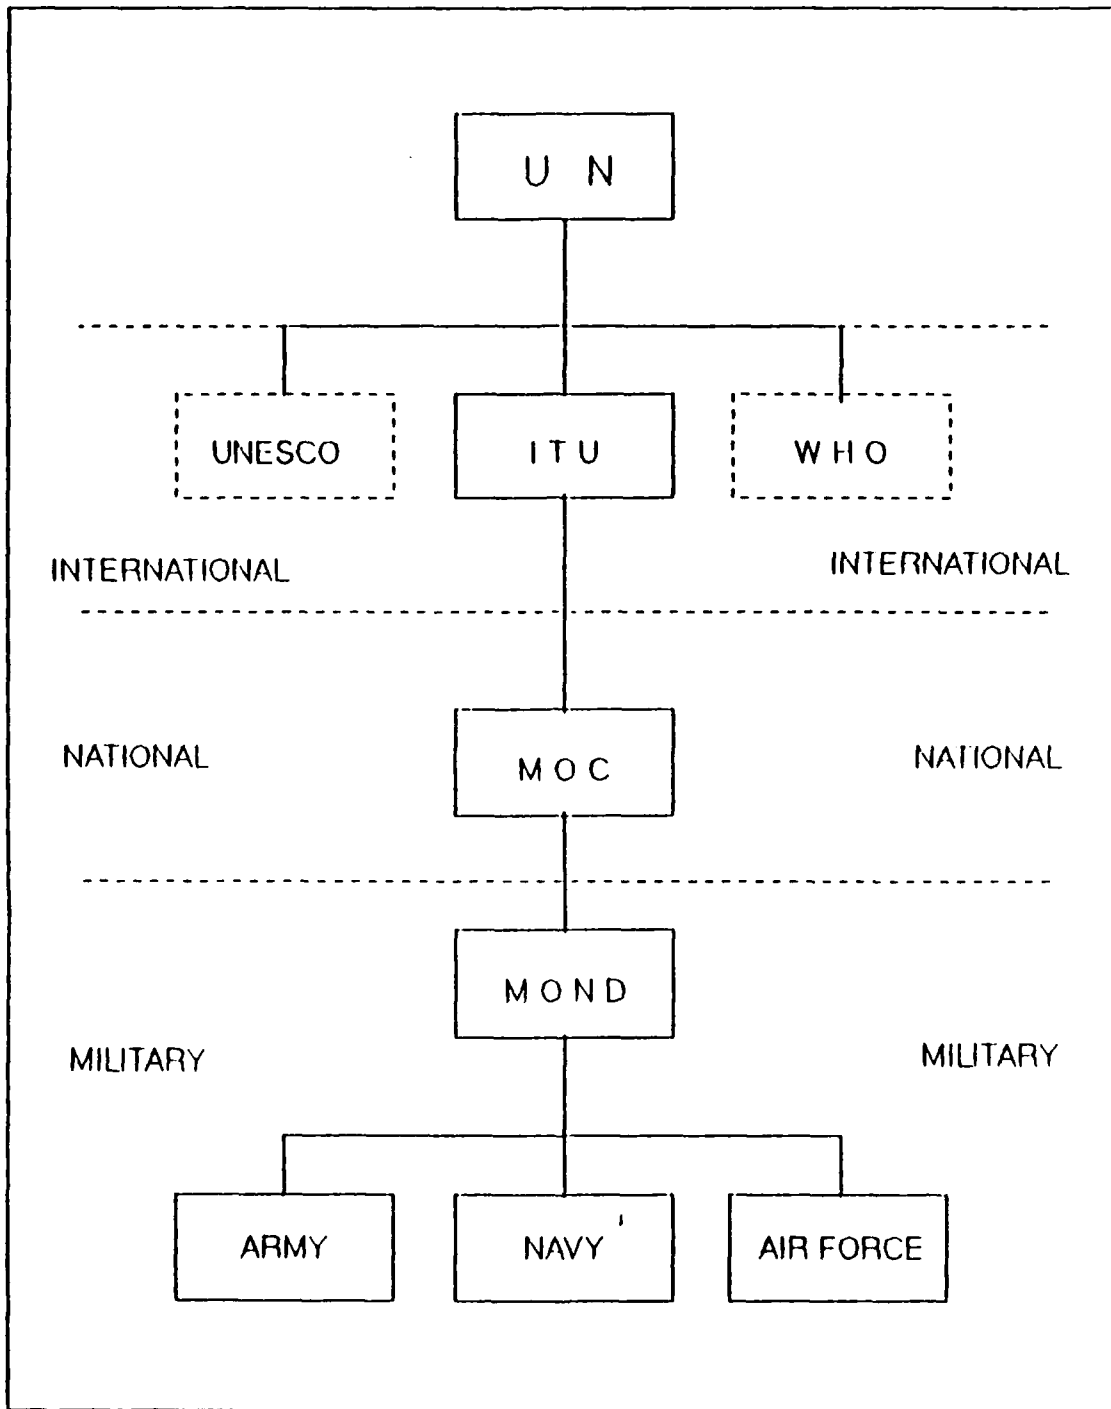 U N
UNESCO
I T U
W H O
INTERNATIONAL
INTERNATIONAL
NATIONAL
M O C
NATIONAL
M O N D
MILITARY
MILITARY
ARMY
NAVY
AIR FORCE